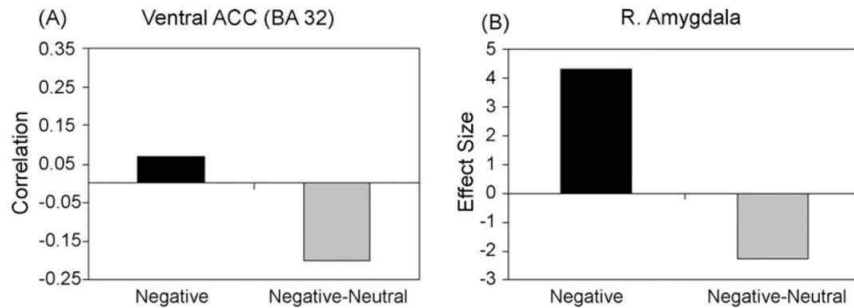 (A) Ventral ACC (BA 32)
0.35
0.25
0.15
0.05
-0.05
-0.15
-0.25
Correlation
Negative Negative-Neutral
(B) R. Amygdala
5
4
3
2
1
0
-1
-2
-3
Effect Size
Negative Negative-Neutral